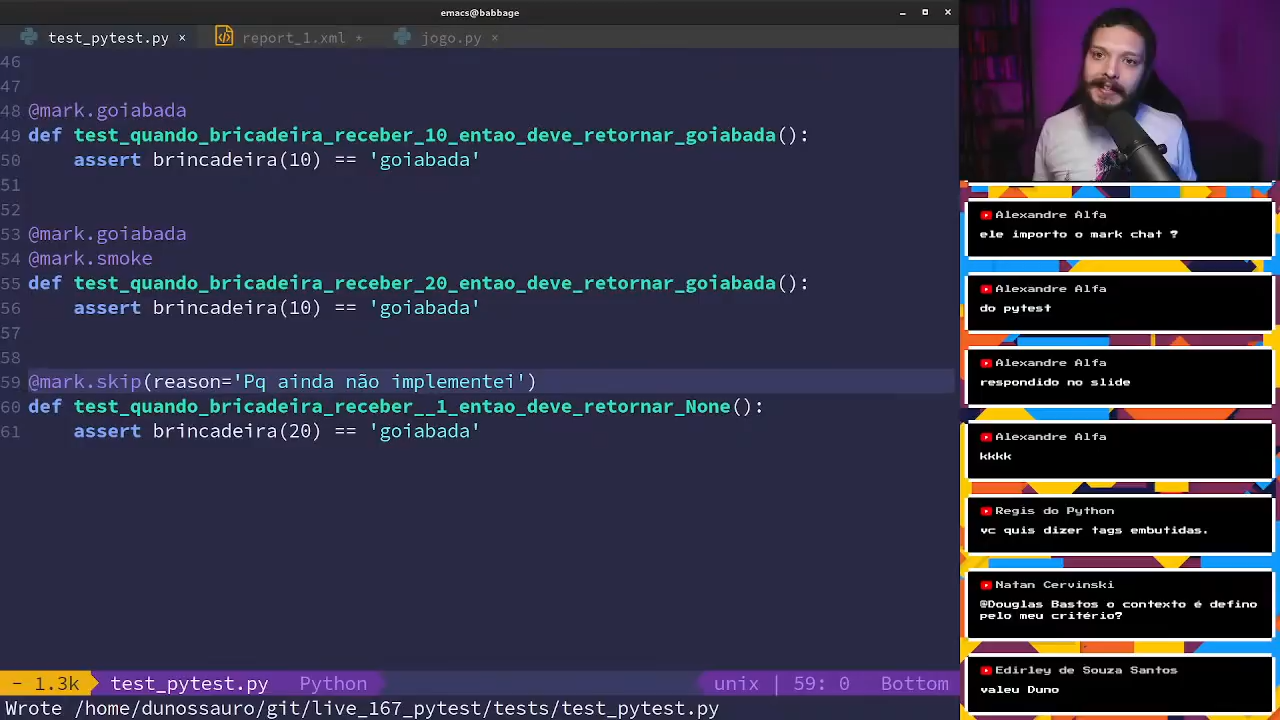 emacs@babbage
test_pytest.py × report_1.xml * jogo.py ×
46
47
48 @mark.goiabada
49 def test_quando_bricadeira_receber_10_entao_deve_retornar_goiabada():
50 assert brincadeira(10) == 'goiabada'
51
52
53 @mark.goiabada
54 @mark.smoke
55 def test_quando_bricadeira_receber_20_entao_deve_retornar_goiabada():
56 assert brincadeira(10) == 'goiabada'
57
58
59 @mark.skip(reason='Pq ainda não implementei')
60 def test_quando_bricadeira_receber__1_entao_deve_retornar_None():
61 assert brincadeira(20) == 'goiabada'
- 1.3k test_pytest.py Python unix | 59: 0 Bottom
Wrote /home/dunossauro/git/live_167_pytest/tests/test_pytest.py
Alexandre Alfa
ele importo o mark chat ?
Alexandre Alfa
do pytest
Alexandre Alfa
respondido no slide
Alexandre Alfa
kkkk
Regis do Python
vc quis dizer tags embutidas.
Natan Cervinski
@Douglas Bastos o contexto é defino
pelo meu critério?
Edirley de Souza Santos
valeu Duno